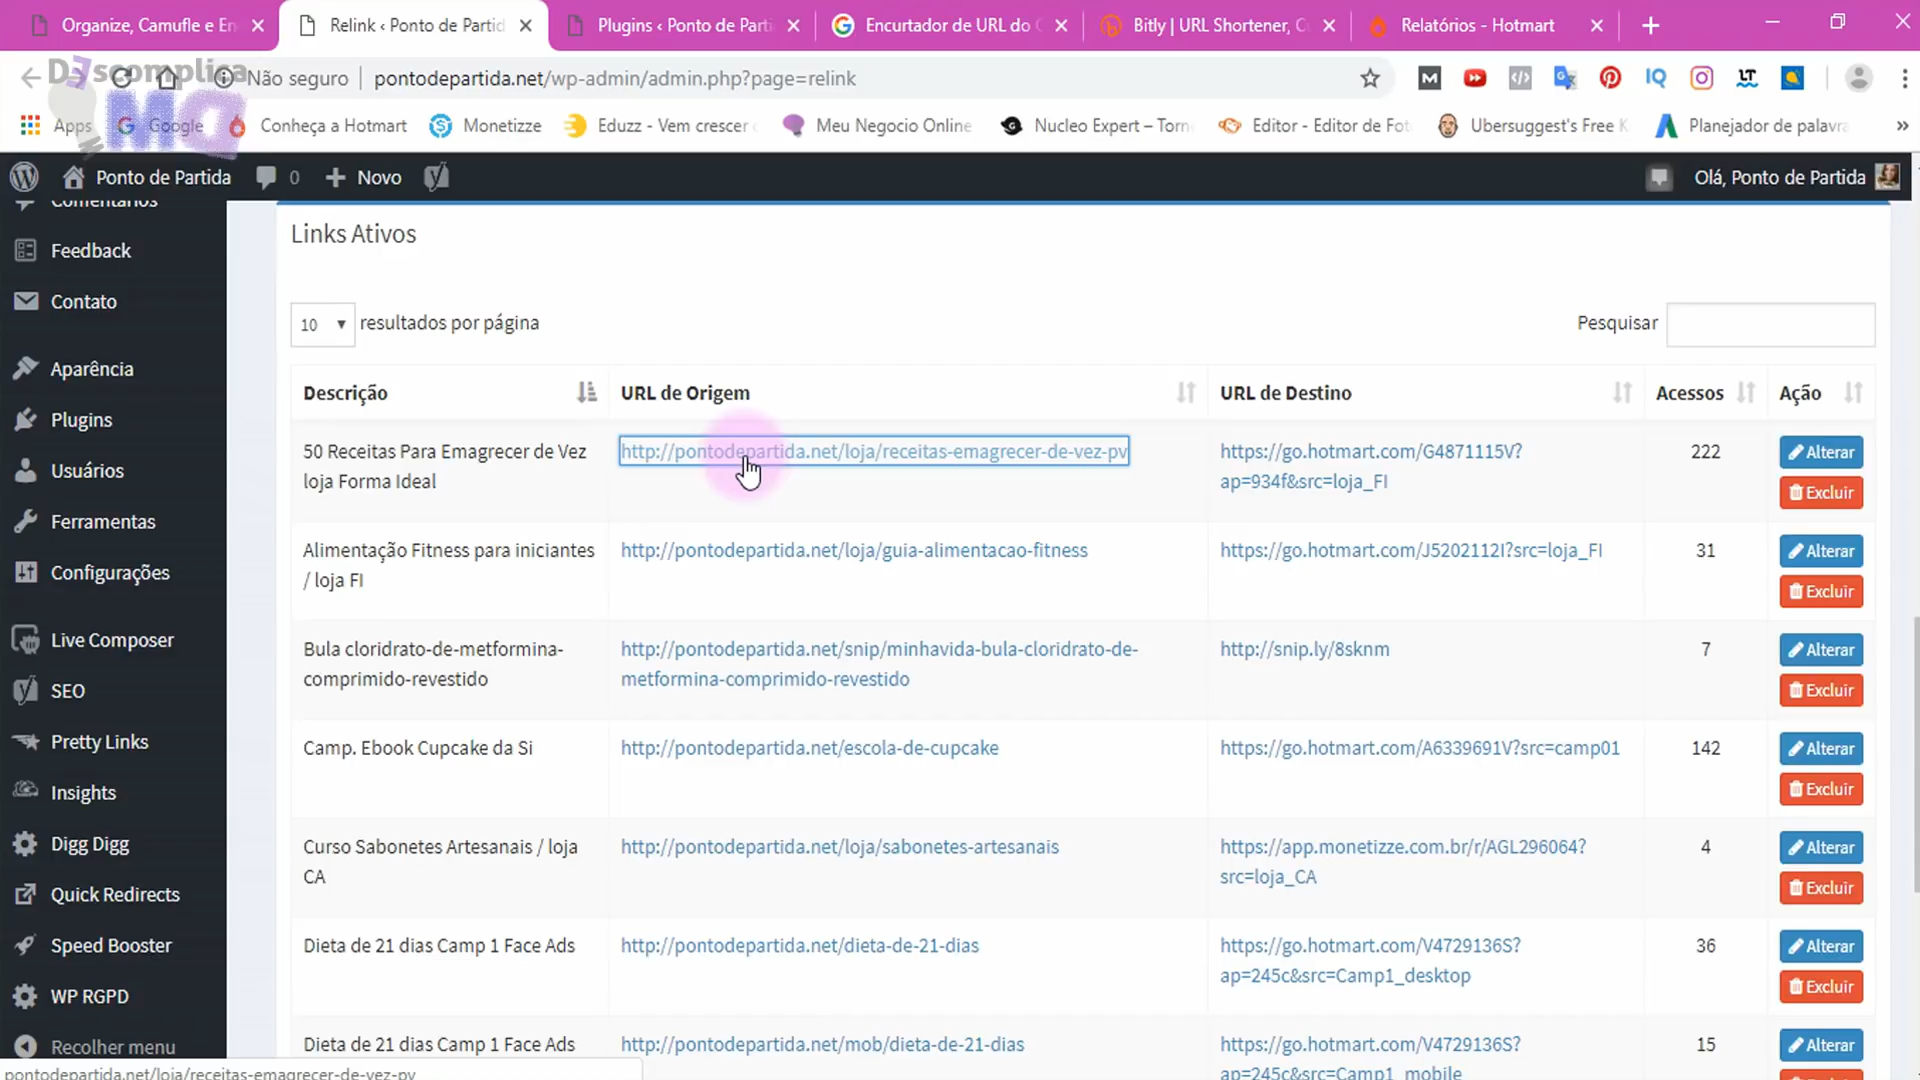 Organize, Camufle e En
Relink ‹ Ponto de Partid
Plugins ‹ Ponto de Parti
Encurtador de URL do
Bitly | URL Shortener, C
Relatórios - Hotmart
Descomplica
MQ
Não seguro
pontodepartida.net/wp-admin/admin.php?page=relink
Apps
Google
Conheça a Hotmart
Monetizze
Eduzz - Vem crescer
Meu Negocio Online
Nucleo Expert – Torn
Editor - Editor de Fot
Ubersuggest's Free K
Planejador de palavra
Ponto de Partida
0
Novo
Olá, Ponto de Partida
Comentários
Feedback
Contato
Aparência
Plugins
Usuários
Ferramentas
Configurações
Live Composer
SEO
Pretty Links
Insights
Digg Digg
Quick Redirects
Speed Booster
WP RGPD
Recolher menu
Links Ativos
10 resultados por página
Pesquisar
Descrição URL de Origem URL de Destino Acessos Ação
50 Receitas Para Emagrecer de Vez
loja Forma Ideal
http://pontodepartida.net/loja/receitas-emagrecer-de-vez-pv
https://go.hotmart.com/G4871115V?
ap=934f&src=loja_FI
222
Alterar
Excluir
Alimentação Fitness para iniciantes
/ loja FI
http://pontodepartida.net/loja/guia-alimentacao-fitness
https://go.hotmart.com/J5202112I?src=loja_FI
31
Alterar
Excluir
Bula cloridrato-de-metformina-
comprimido-revestido
http://pontodepartida.net/snip/minhavida-bula-cloridrato-de-
metformina-comprimido-revestido
http://snip.ly/8sknm
7
Alterar
Excluir
Camp. Ebook Cupcake da Si
http://pontodepartida.net/escola-de-cupcake
https://go.hotmart.com/A6339691V?src=camp01
142
Alterar
Excluir
Curso Sabonetes Artesanais / loja
CA
http://pontodepartida.net/loja/sabonetes-artesanais
https://app.monetizze.com.br/r/AGL296064?
src=loja_CA
4
Alterar
Excluir
Dieta de 21 dias Camp 1 Face Ads
http://pontodepartida.net/dieta-de-21-dias
https://go.hotmart.com/V4729136S?
ap=245c&src=Camp1_desktop
36
Alterar
Excluir
Dieta de 21 dias Camp 1 Face Ads
http://pontodepartida.net/mob/dieta-de-21-dias
https://go.hotmart.com/V4729136S?
ap=245c&src=Camp1_mobile
15
Alterar
pontodepartida.net/loja/receitas-emagrecer-de-vez-pv